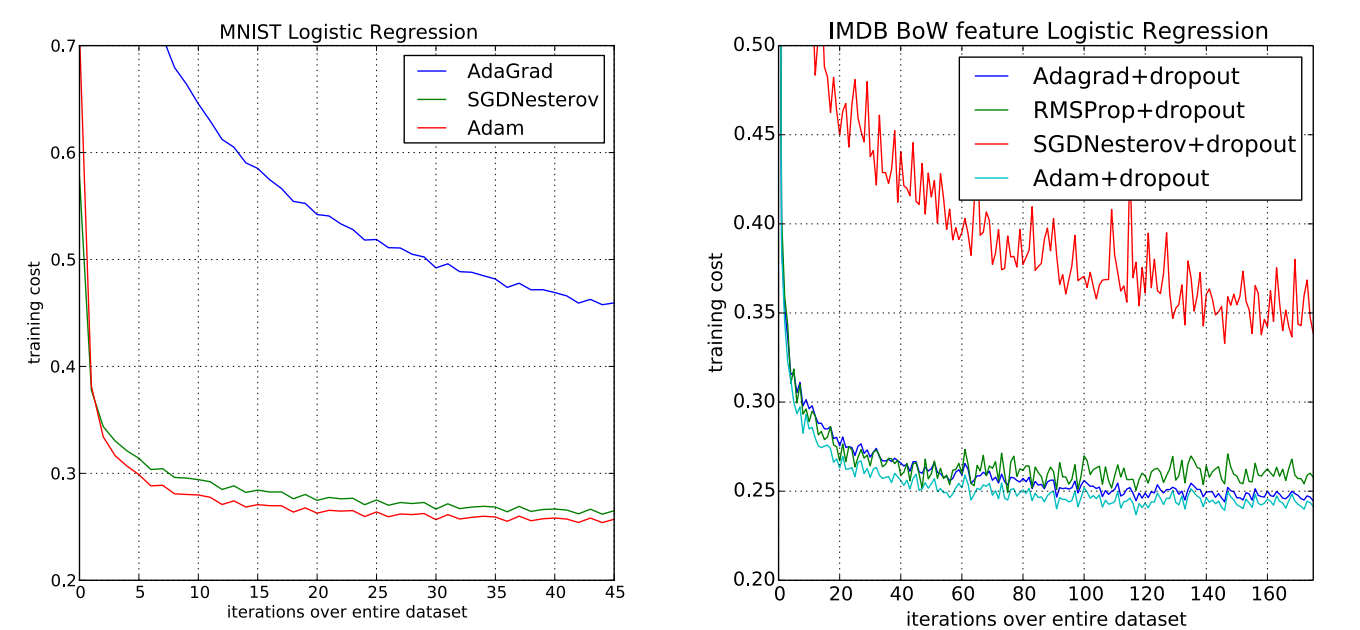 MNIST Logistic Regression
0.7
0.6
0.5
0.4
0.3
0.2
training cost
AdaGrad
SGDNesterov
Adam
0 5 10 15 20 25 30 35 40 45
iterations over entire dataset
IMDB BoW feature Logistic Regression
0.50
0.45
0.40
0.35
0.30
0.25
0.20
training cost
Adagrad+dropout
RMSProp+dropout
SGDNesterov+dropout
Adam+dropout
0 20 40 60 80 100 120 140 160
iterations over entire dataset